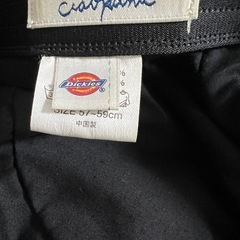 Ciaopanic
Dickies
SIZE 57~59cm
中国製